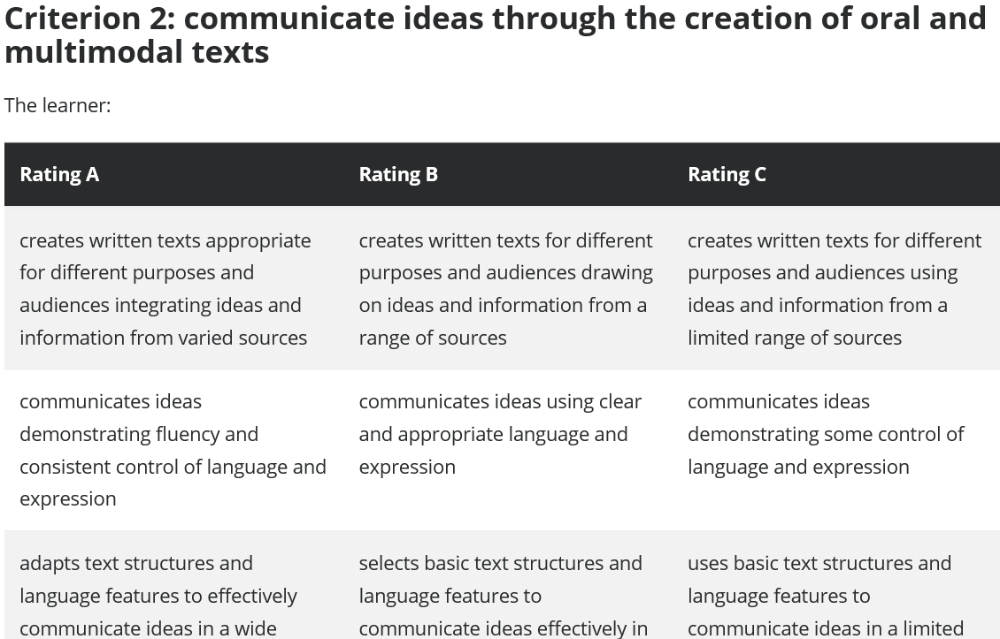 Criterion 2: communicate ideas through the creation of oral and
multimodal texts
The learner:
Rating A
Rating B
Rating C
creates written texts appropriate
for different purposes and
audiences integrating ideas and
information from varied sources
creates written texts for different
purposes and audiences drawing
on ideas and information from a
range of sources
creates written texts for different
purposes and audiences using
ideas and information from a
limited range of sources
communicates ideas
demonstrating fluency and
consistent control of language and
expression
communicates ideas using clear
and appropriate language and
expression
communicates ideas
demonstrating some control of
language and expression
adapts text structures and
language features to effectively
communicate ideas in a wide
selects basic text structures and
language features to
communicate ideas effectively in
uses basic text structures and
language features to
communicate ideas in a limited